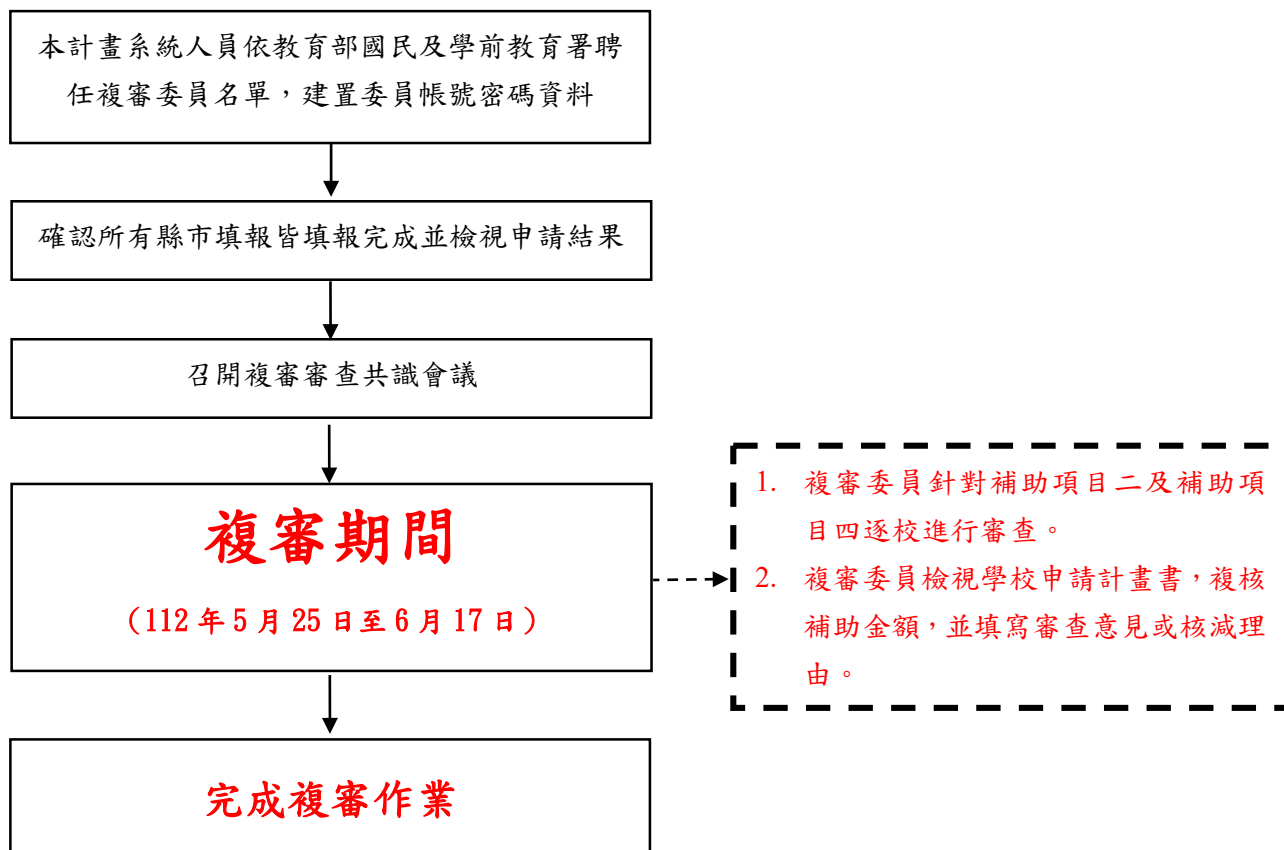 本計畫系統人員依教育部國民及學前教育署聘
任複審委員名單，建置委員帳號密碼資料
確認所有縣市填報皆填報完成並檢視申請結果
召開複審審查共識會議
複審期間
（112年5月25日至6月17日）
1. 複審委員針對補助項目二及補助項
目四逐校進行審查。
2. 複審委員檢視學校申請計畫書，複核
補助金額，並填寫審查意見或核減理
由。
完成複審作業